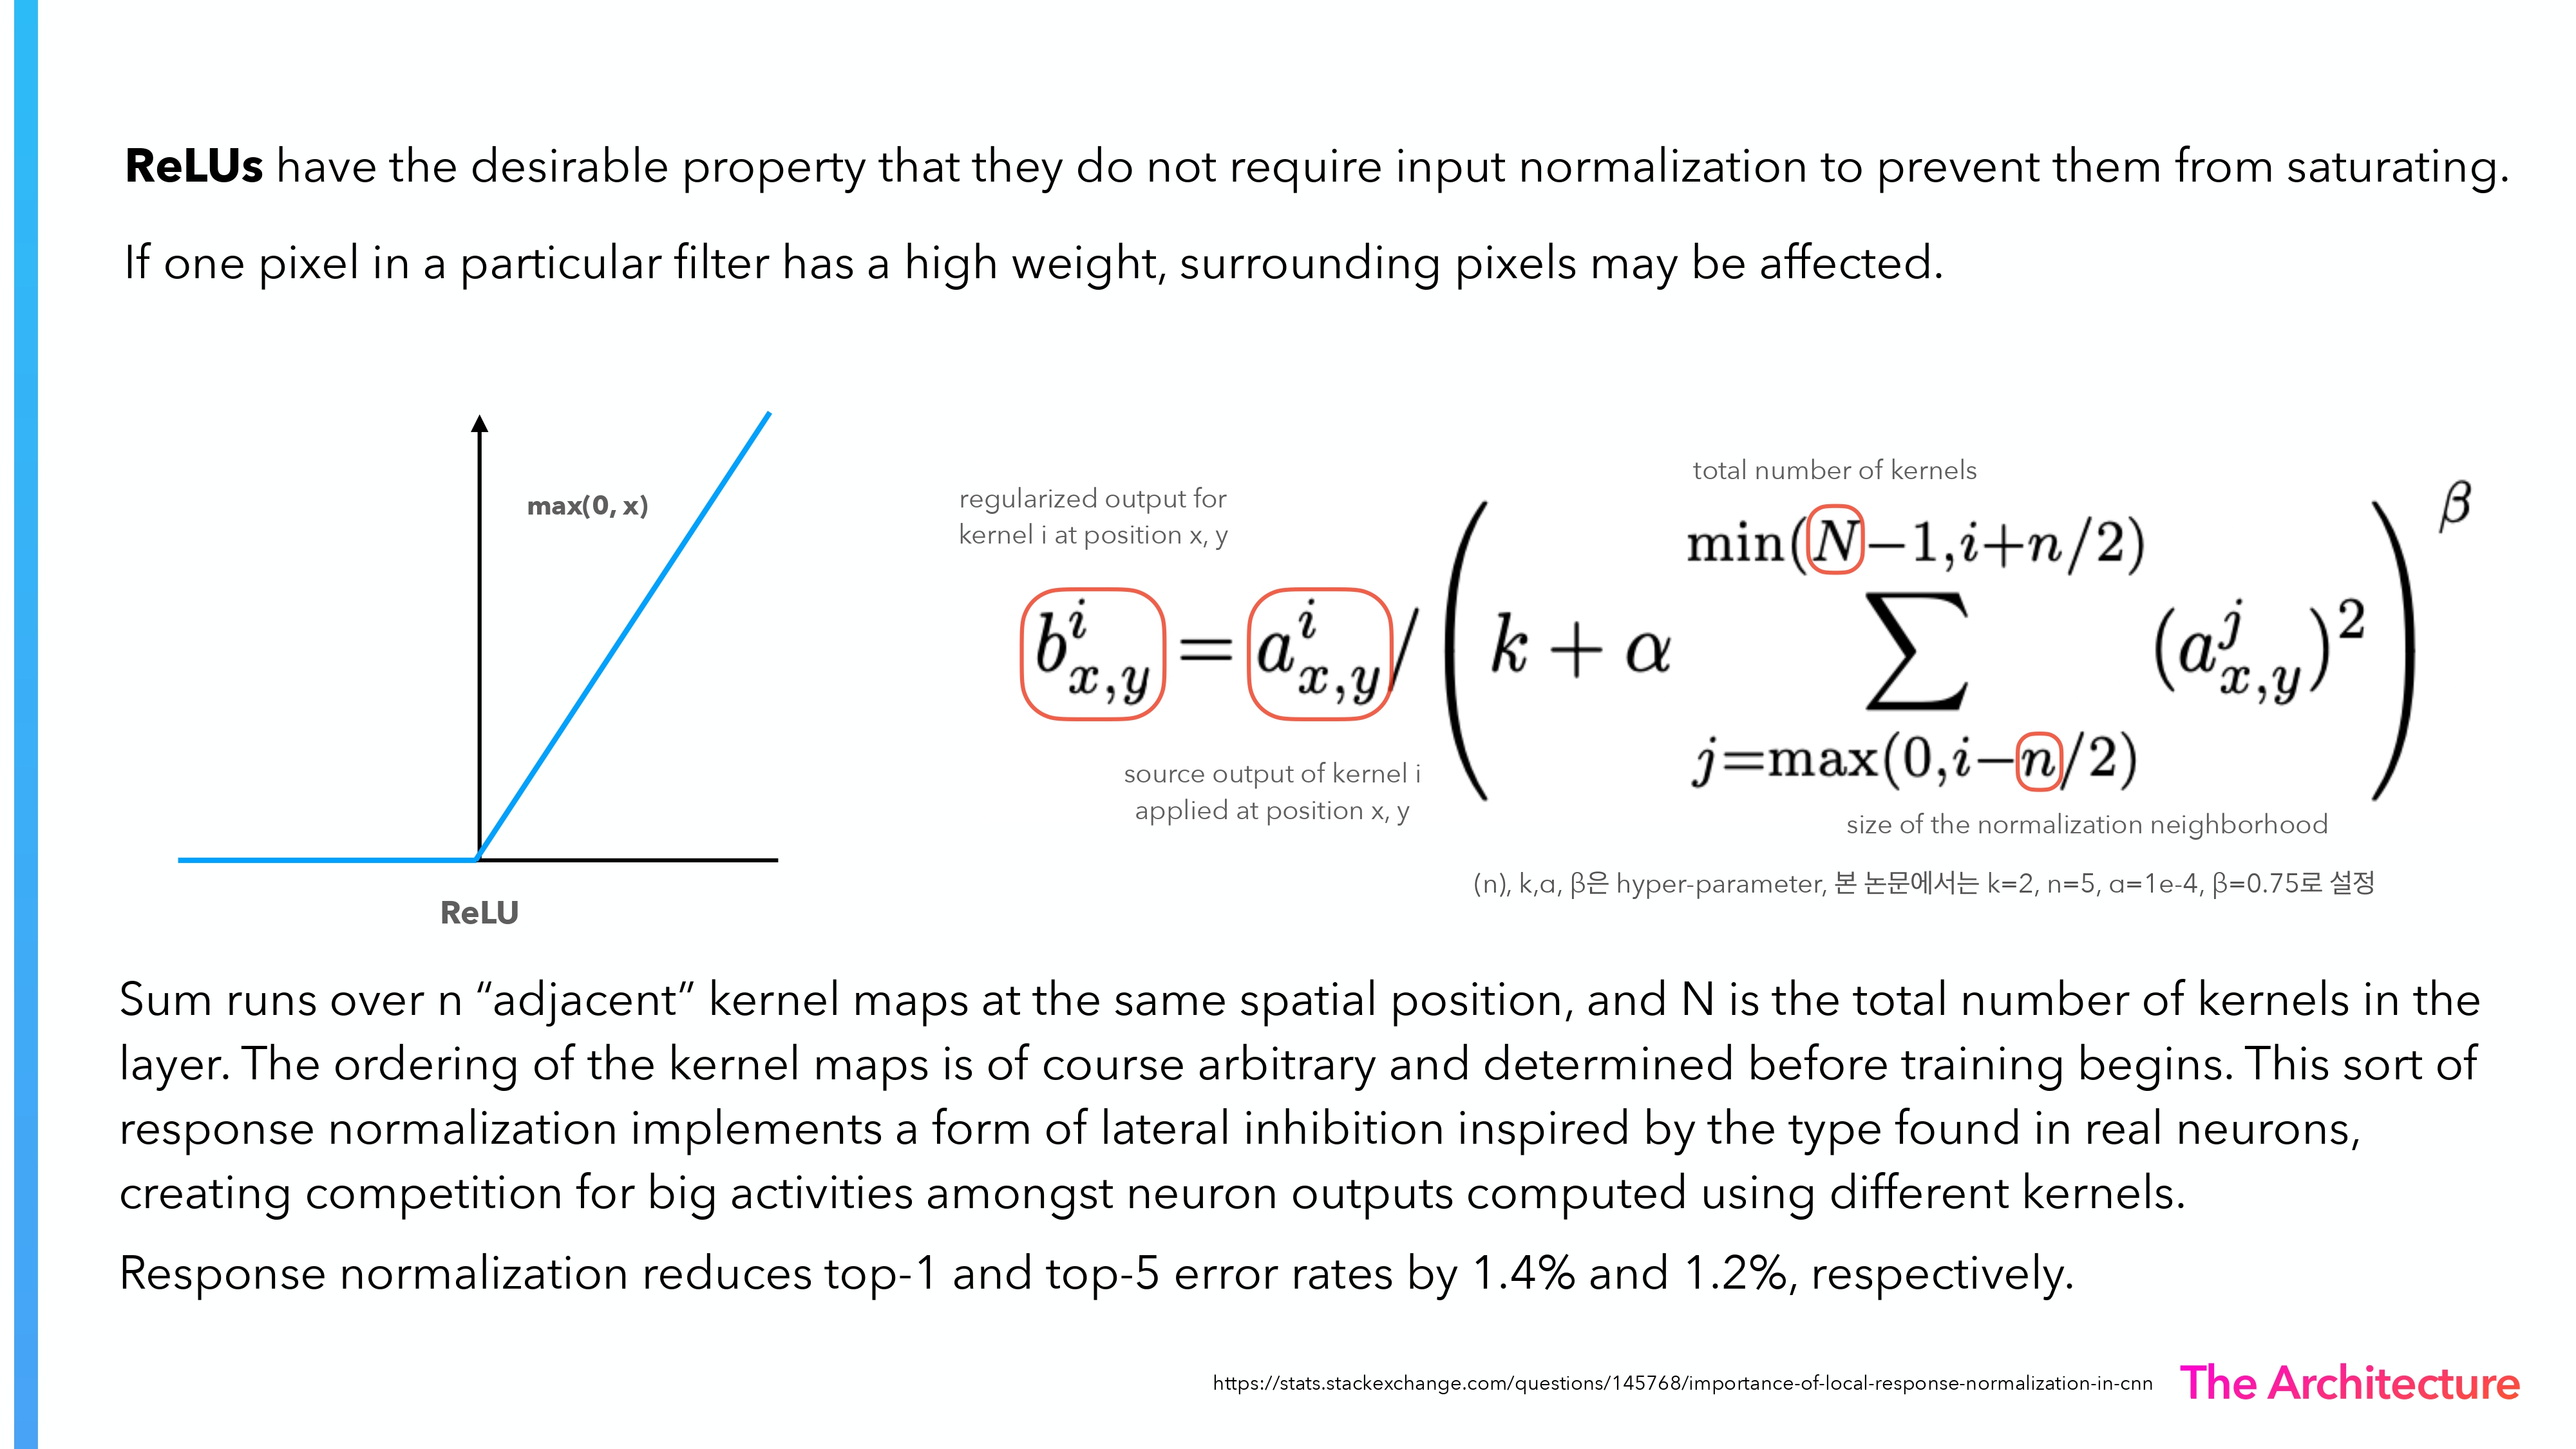 ReLUs have the desirable property that they do not require input normalization to prevent them from saturating.
If one pixel in a particular filter has a high weight, surrounding pixels may be affected.
max(0, x)
ReLU
regularized output for
kernel i at position x, y
total number of kernels
b^i_{x,y} = a^i_{x,y} / ( k + α ∑_{j=max(0,i−n/2)}^{min(N−1,i+n/2)} (a^j_{x,y})^2 )^β
source output of kernel i
applied at position x, y
size of the normalization neighborhood
(n), k,α, β은 hyper-parameter, 본 논문에서는 k=2, n=5, α=1e-4, β=0.75로 설정
Sum runs over n “adjacent” kernel maps at the same spatial position, and N is the total number of kernels in the
layer. The ordering of the kernel maps is of course arbitrary and determined before training begins. This sort of
response normalization implements a form of lateral inhibition inspired by the type found in real neurons,
creating competition for big activities amongst neuron outputs computed using different kernels.
Response normalization reduces top-1 and top-5 error rates by 1.4% and 1.2%, respectively.
https://stats.stackexchange.com/questions/145768/importance-of-local-response-normalization-in-cnn
The Architecture